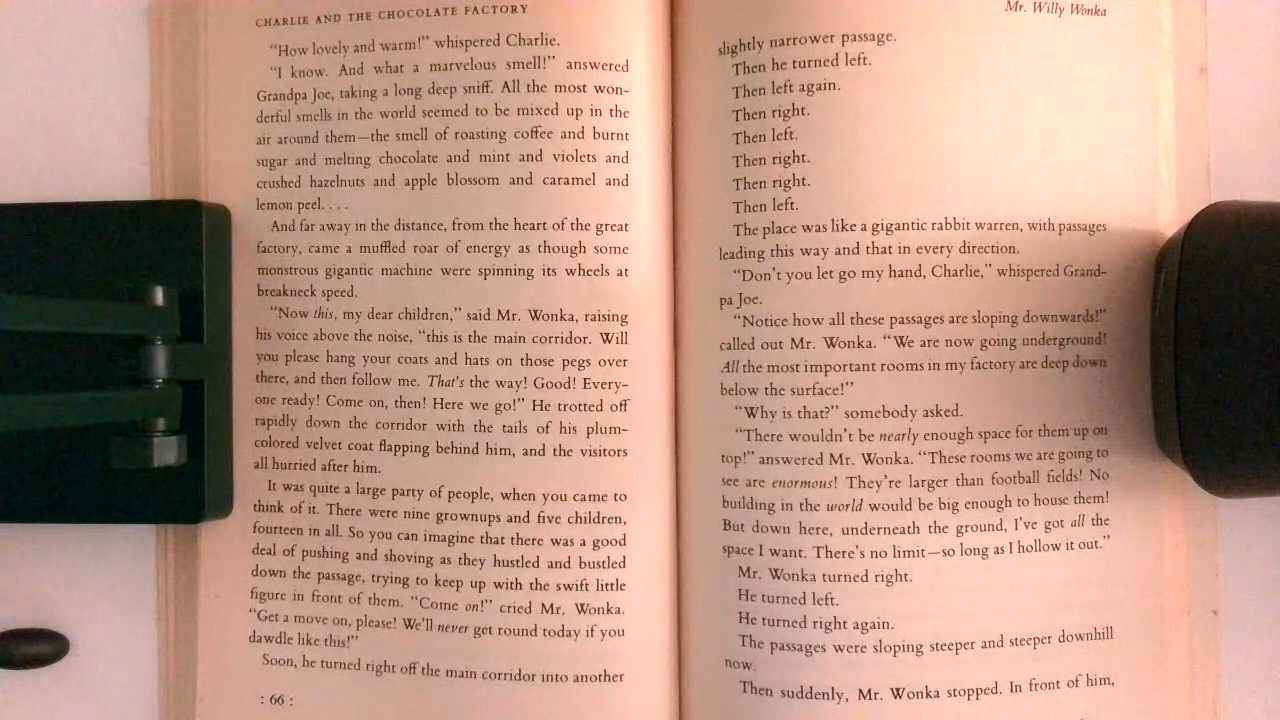 CHARLIE AND THE CHOCOLATE FACTORY
“How lovely and warm!” whispered Charlie.
“I know. And what a marvelous smell!” answered
Grandpa Joe, taking a long deep sniff. All the most won-
derful smells in the world seemed to be mixed up in the
air around them—the smell of roasting coffee and burnt
sugar and melting chocolate and mint and violets and
crushed hazelnuts and apple blossom and caramel and
lemon peel. . . .
And far away in the distance, from the heart of the great
factory, came a muffled roar of energy as though some
monstrous gigantic machine were spinning its wheels at
breakneck speed.
“Now this, my dear children,” said Mr. Wonka, raising
his voice above the noise, “this is the main corridor. Will
you please hang your coats and hats on those pegs over
there, and then follow me. That’s the way! Good! Every-
one ready! Come on, then! Here we go!” He trotted off
rapidly down the corridor with the tails of his plum-
colored velvet coat flapping behind him, and the visitors
all hurried after him.
It was quite a large party of people, when you came to
think of it. There were nine grownups and five children,
fourteen in all. So you can imagine that there was a good
deal of pushing and shoving as they hustled and bustled
down the passage, trying to keep up with the swift little
figure in front of them. “Come on!” cried Mr. Wonka.
“Get a move on, please! We’ll never get round today if you
dawdle like this!”
Soon, he turned right off the main corridor into another
: 66 :
Mr. Willy Wonka
slightly narrower passage.
Then he turned left.
Then left again.
Then right.
Then left.
Then right.
Then right.
Then left.
The place was like a gigantic rabbit warren, with passages
leading this way and that in every direction.
“Don’t you let go my hand, Charlie,” whispered Grand-
pa Joe.
“Notice how all these passages are sloping downwards!”
called out Mr. Wonka. “We are now going underground!
All the most important rooms in my factory are deep down
below the surface!”
“Why is that?” somebody asked.
“There wouldn’t be nearly enough space for them up on
top!” answered Mr. Wonka. “These rooms we are going to
see are enormous! They’re larger than football fields! No
building in the world would be big enough to house them!
But down here, underneath the ground, I’ve got all the
space I want. There’s no limit—so long as I hollow it out.”
Mr. Wonka turned right.
He turned left.
He turned right again.
The passages were sloping steeper and steeper downhill
now.
Then suddenly, Mr. Wonka stopped. In front of him,